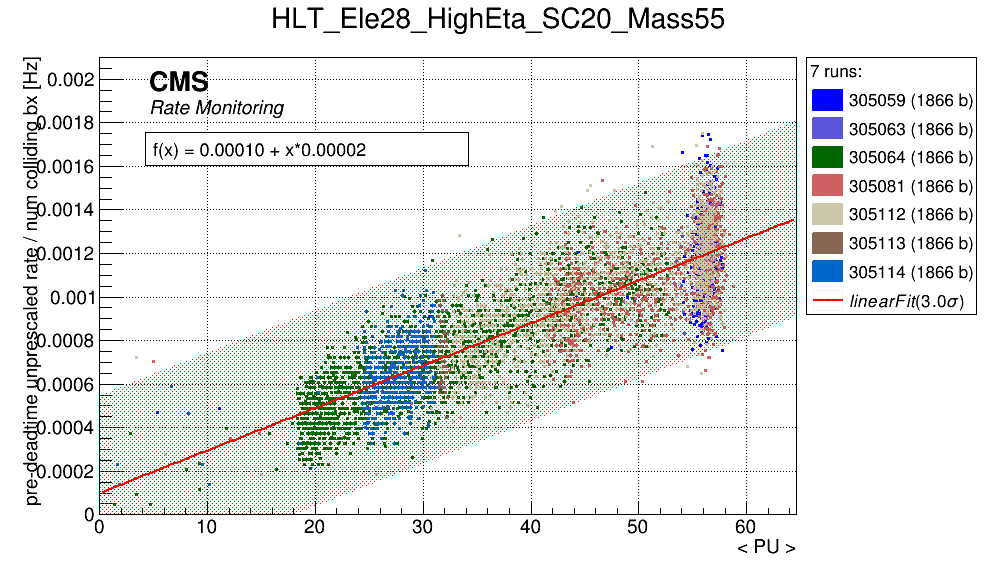 HLT_Ele28_HighEta_SC20_Mass55
pre-deadtime unprescaled rate / num colliding bx [Hz]
0.002
0.0018
0.0016
0.0014
0.0012
0.001
0.0008
0.0006
0.0004
0.0002
0
CMS
Rate Monitoring
f(x) = 0.00010 + x*0.00002
0 10 20 30 40 50 60
< PU >
7 runs:
305059 (1866 b)
305063 (1866 b)
305064 (1866 b)
305081 (1866 b)
305112 (1866 b)
305113 (1866 b)
305114 (1866 b)
linearFit(3.0σ)